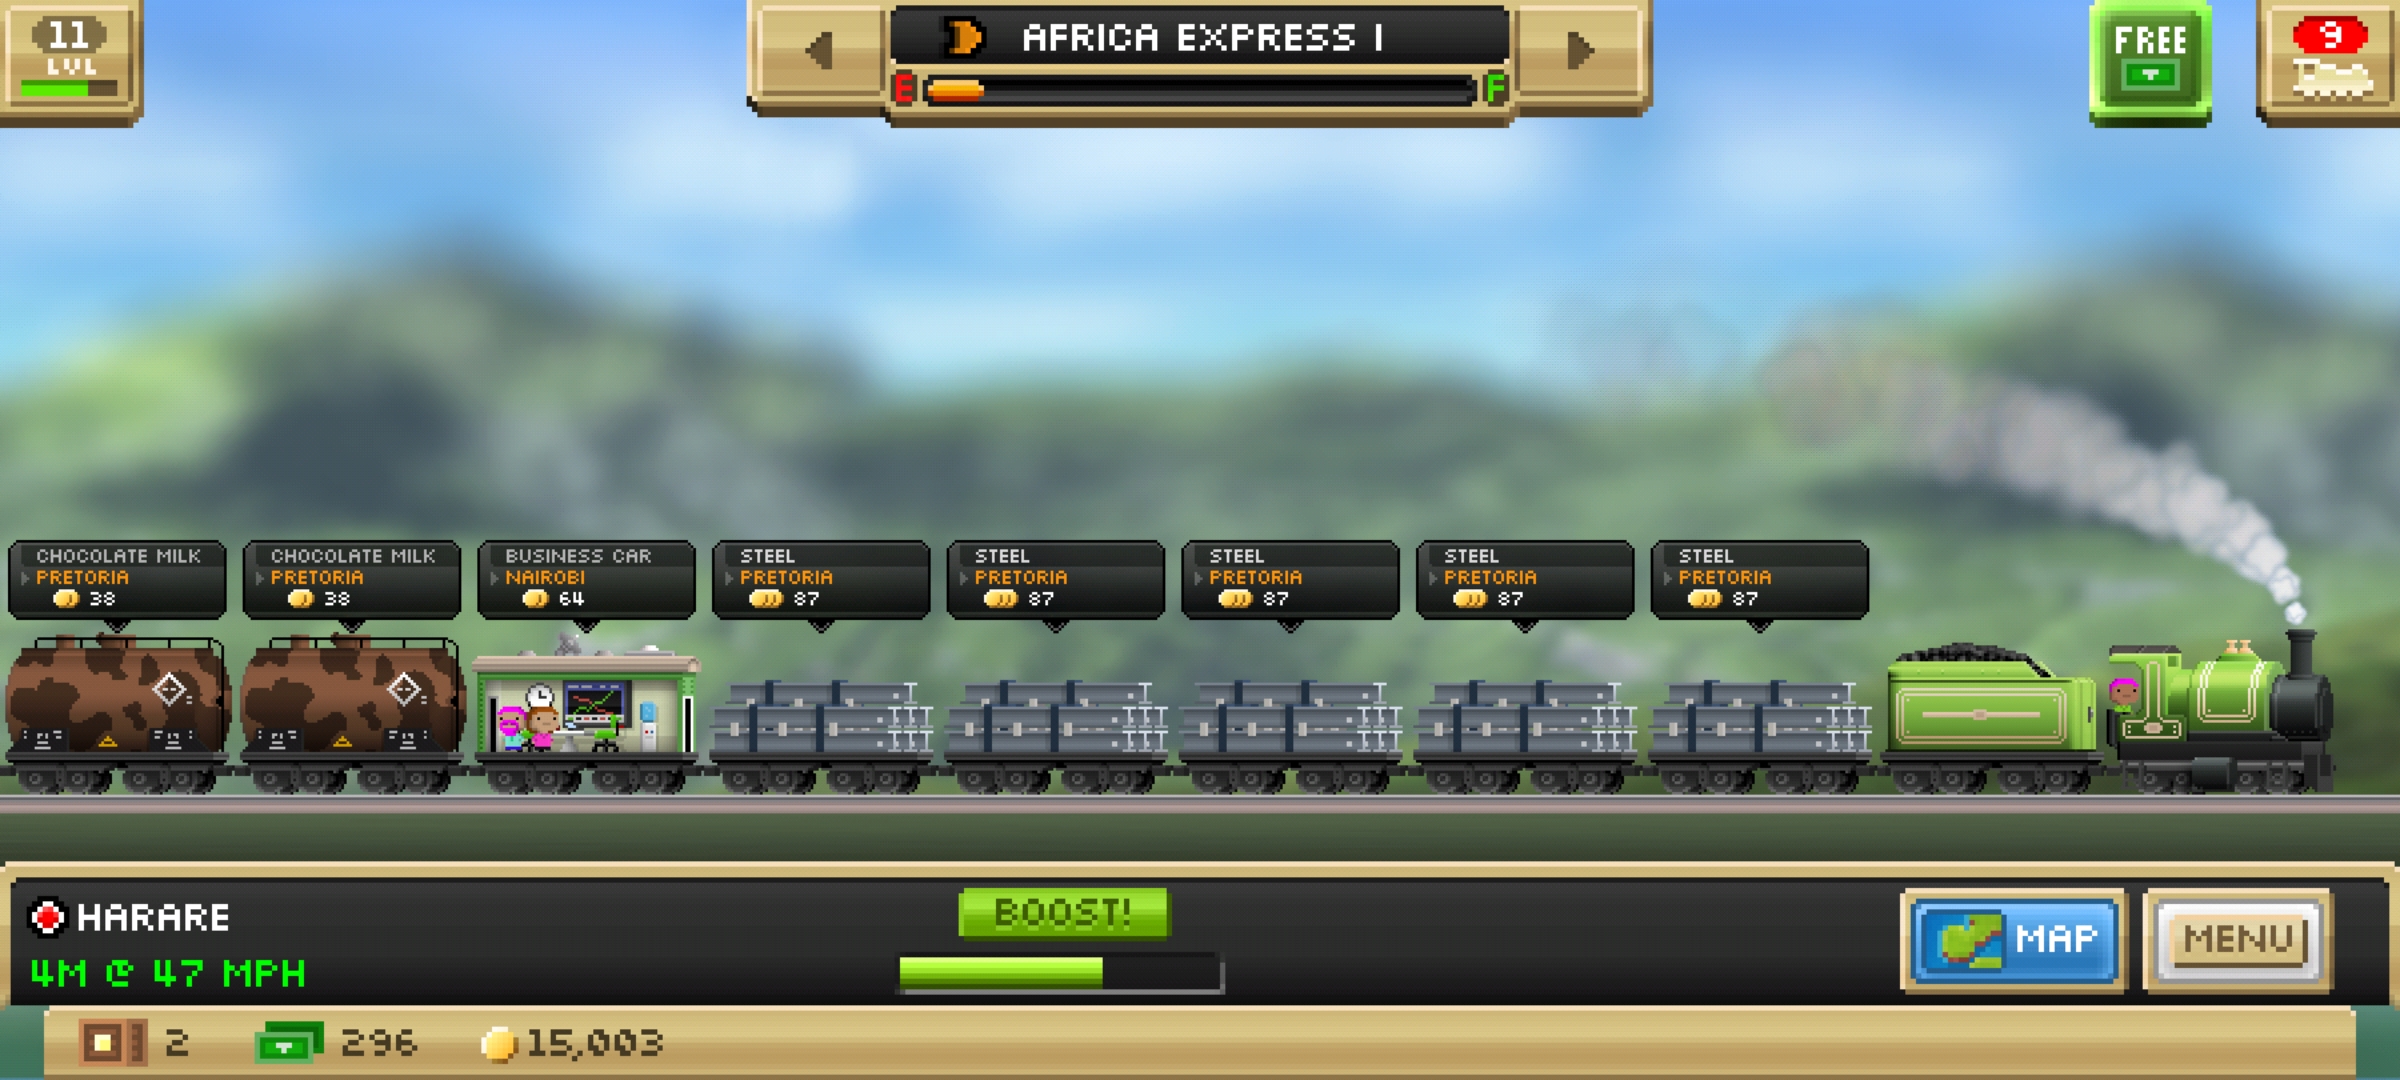 11
LVL
AFRICA EXPRESS I
E
F
FREE
9
CHOCOLATE MILK
PRETORIA
38
CHOCOLATE MILK
PRETORIA
38
BUSINESS CAR
NAIROBI
64
STEEL
PRETORIA
87
STEEL
PRETORIA
87
STEEL
PRETORIA
87
STEEL
PRETORIA
87
STEEL
PRETORIA
87
HARARE
4M @ 47 MPH
BOOST!
MAP
MENU
2
296
15,003